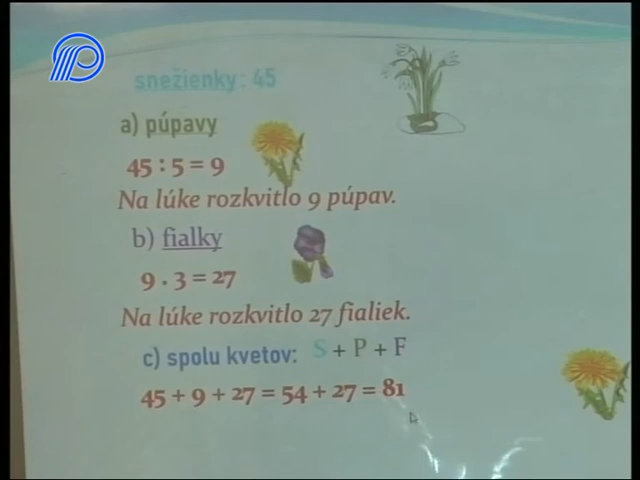 snežienky: 45
a) púpavy
45 : 5 = 9
Na lúke rozkvitlo 9 púpav.
b) fialky
9 . 3 = 27
Na lúke rozkvitlo 27 fialiek.
c) spolu kvetov: S + P + F
45 + 9 + 27 = 54 + 27 = 81